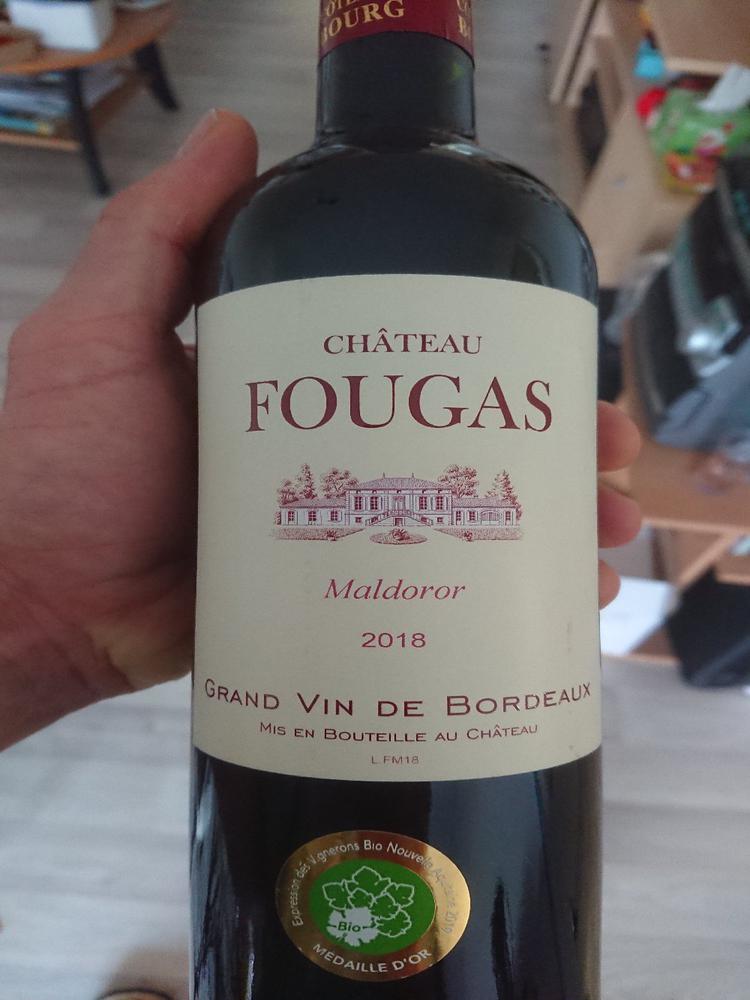 BOURG
CHÂTEAU
FOUGAS
Maldoror
2018
GRAND VIN DE BORDEAUX
MIS EN BOUTEILLE AU CHÂTEAU
L.FM18
Expression des Vignerons Bio Nouvelle Aquitaine 2019
Bio
MÉDAILLE D'OR